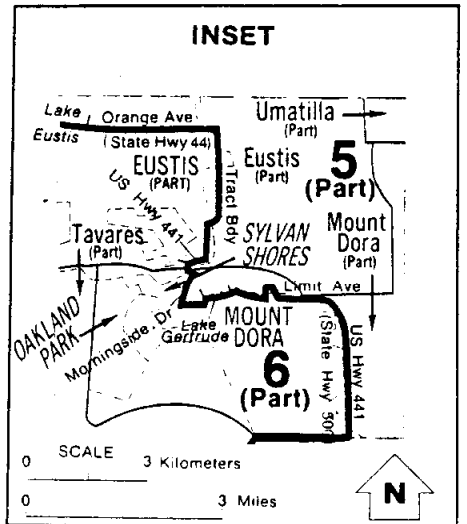 INSET
Lake
Eustis
Orange Ave
(State Hwy 44)
Umatilla
(Part)
EUSTIS
(PART)
Eustis
(Part)
5
(Part)
US Hwy 441
Tract Bdy
Tavares
(Part)
SYLVAN
SHORES
Mount
Dora
(Part)
Limit Ave
OAKLAND
PARK
Morningside Dr
Lake
Gertrude
MOUNT
DORA
6
(Part)
(State Hwy 500)
US Hwy 441
SCALE
0 3 Kilometers
0 3 Miles
N